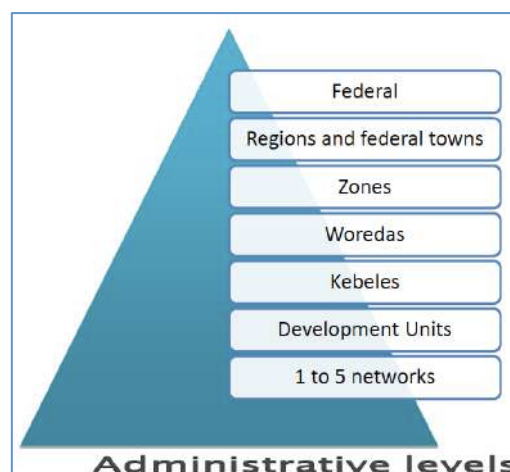 Federal
Regions and federal towns
Zones
Woredas
Kebeles
Development Units
1 to 5 networks
Administrative levels